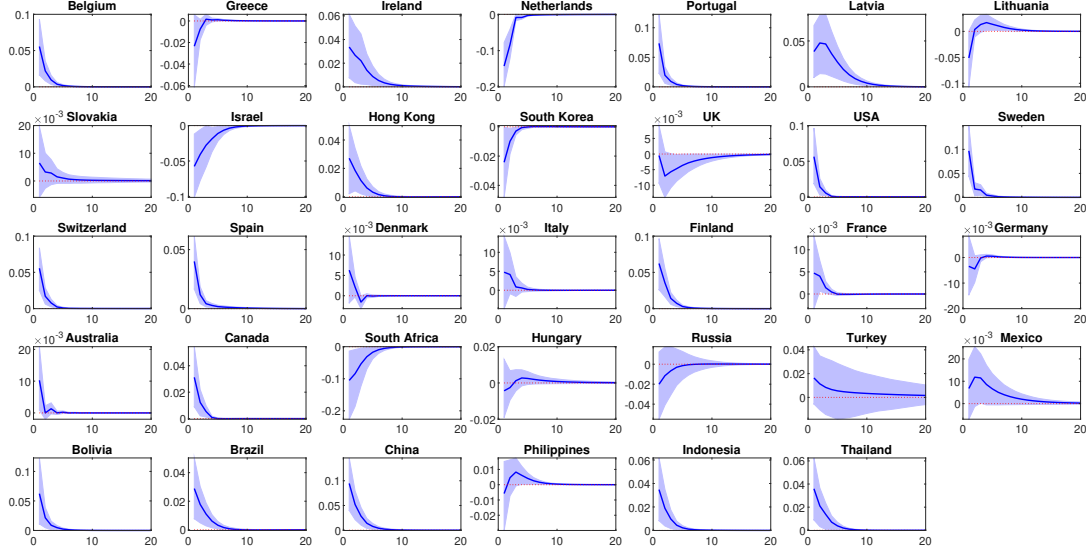 Belgium
0.1
0.05
0
0 10 20
Greece
0
-0.02
-0.04
-0.06
0 10 20
Ireland
0.06
0.04
0.02
0
0 10 20
Netherlands
0
-0.1
-0.2
0 10 20
Portugal
0.1
0.05
0
0 10 20
Latvia
0.05
0
0 10 20
Lithuania
0
-0.05
-0.1
0 10 20
Slovakia
×10⁻³
20
10
0
0 10 20
Israel
0
-0.05
-0.1
0 10 20
Hong Kong
0.04
0.02
0
0 10 20
South Korea
0
-0.02
-0.04
0 10 20
UK
×10⁻³
5
0
-5
-10
0 10 20
USA
0.1
0.05
0
0 10 20
Sweden
0.1
0.05
0
0 10 20
Switzerland
0.1
0.05
0
0 10 20
Spain
0.05
0
0 10 20
Denmark
×10⁻³
10
5
0
0 10 20
Italy
×10⁻³
10
5
0
0 10 20
Finland
0.1
0.05
0
0 10 20
France
×10⁻³
10
5
0
0 10 20
Germany
×10⁻³
0
-10
-20
0 10 20
Australia
×10⁻³
20
10
0
0 10 20
Canada
0.04
0.02
0
0 10 20
South Africa
0
-0.1
-0.2
0 10 20
Hungary
0.02
0
-0.02
0 10 20
Russia
0
-0.02
-0.04
0 10 20
Turkey
0.04
0.02
0
0 10 20
Mexico
×10⁻³
20
10
0
0 10 20
Bolivia
0.1
0.05
0
0 10 20
Brazil
0.04
0.02
0
0 10 20
China
0.1
0.05
0
0 10 20
Philippines
0.01
0
-0.01
-0.02
0 10 20
Indonesia
0.06
0.04
0.02
0
0 10 20
Thailand
0.06
0.04
0.02
0
0 10 20